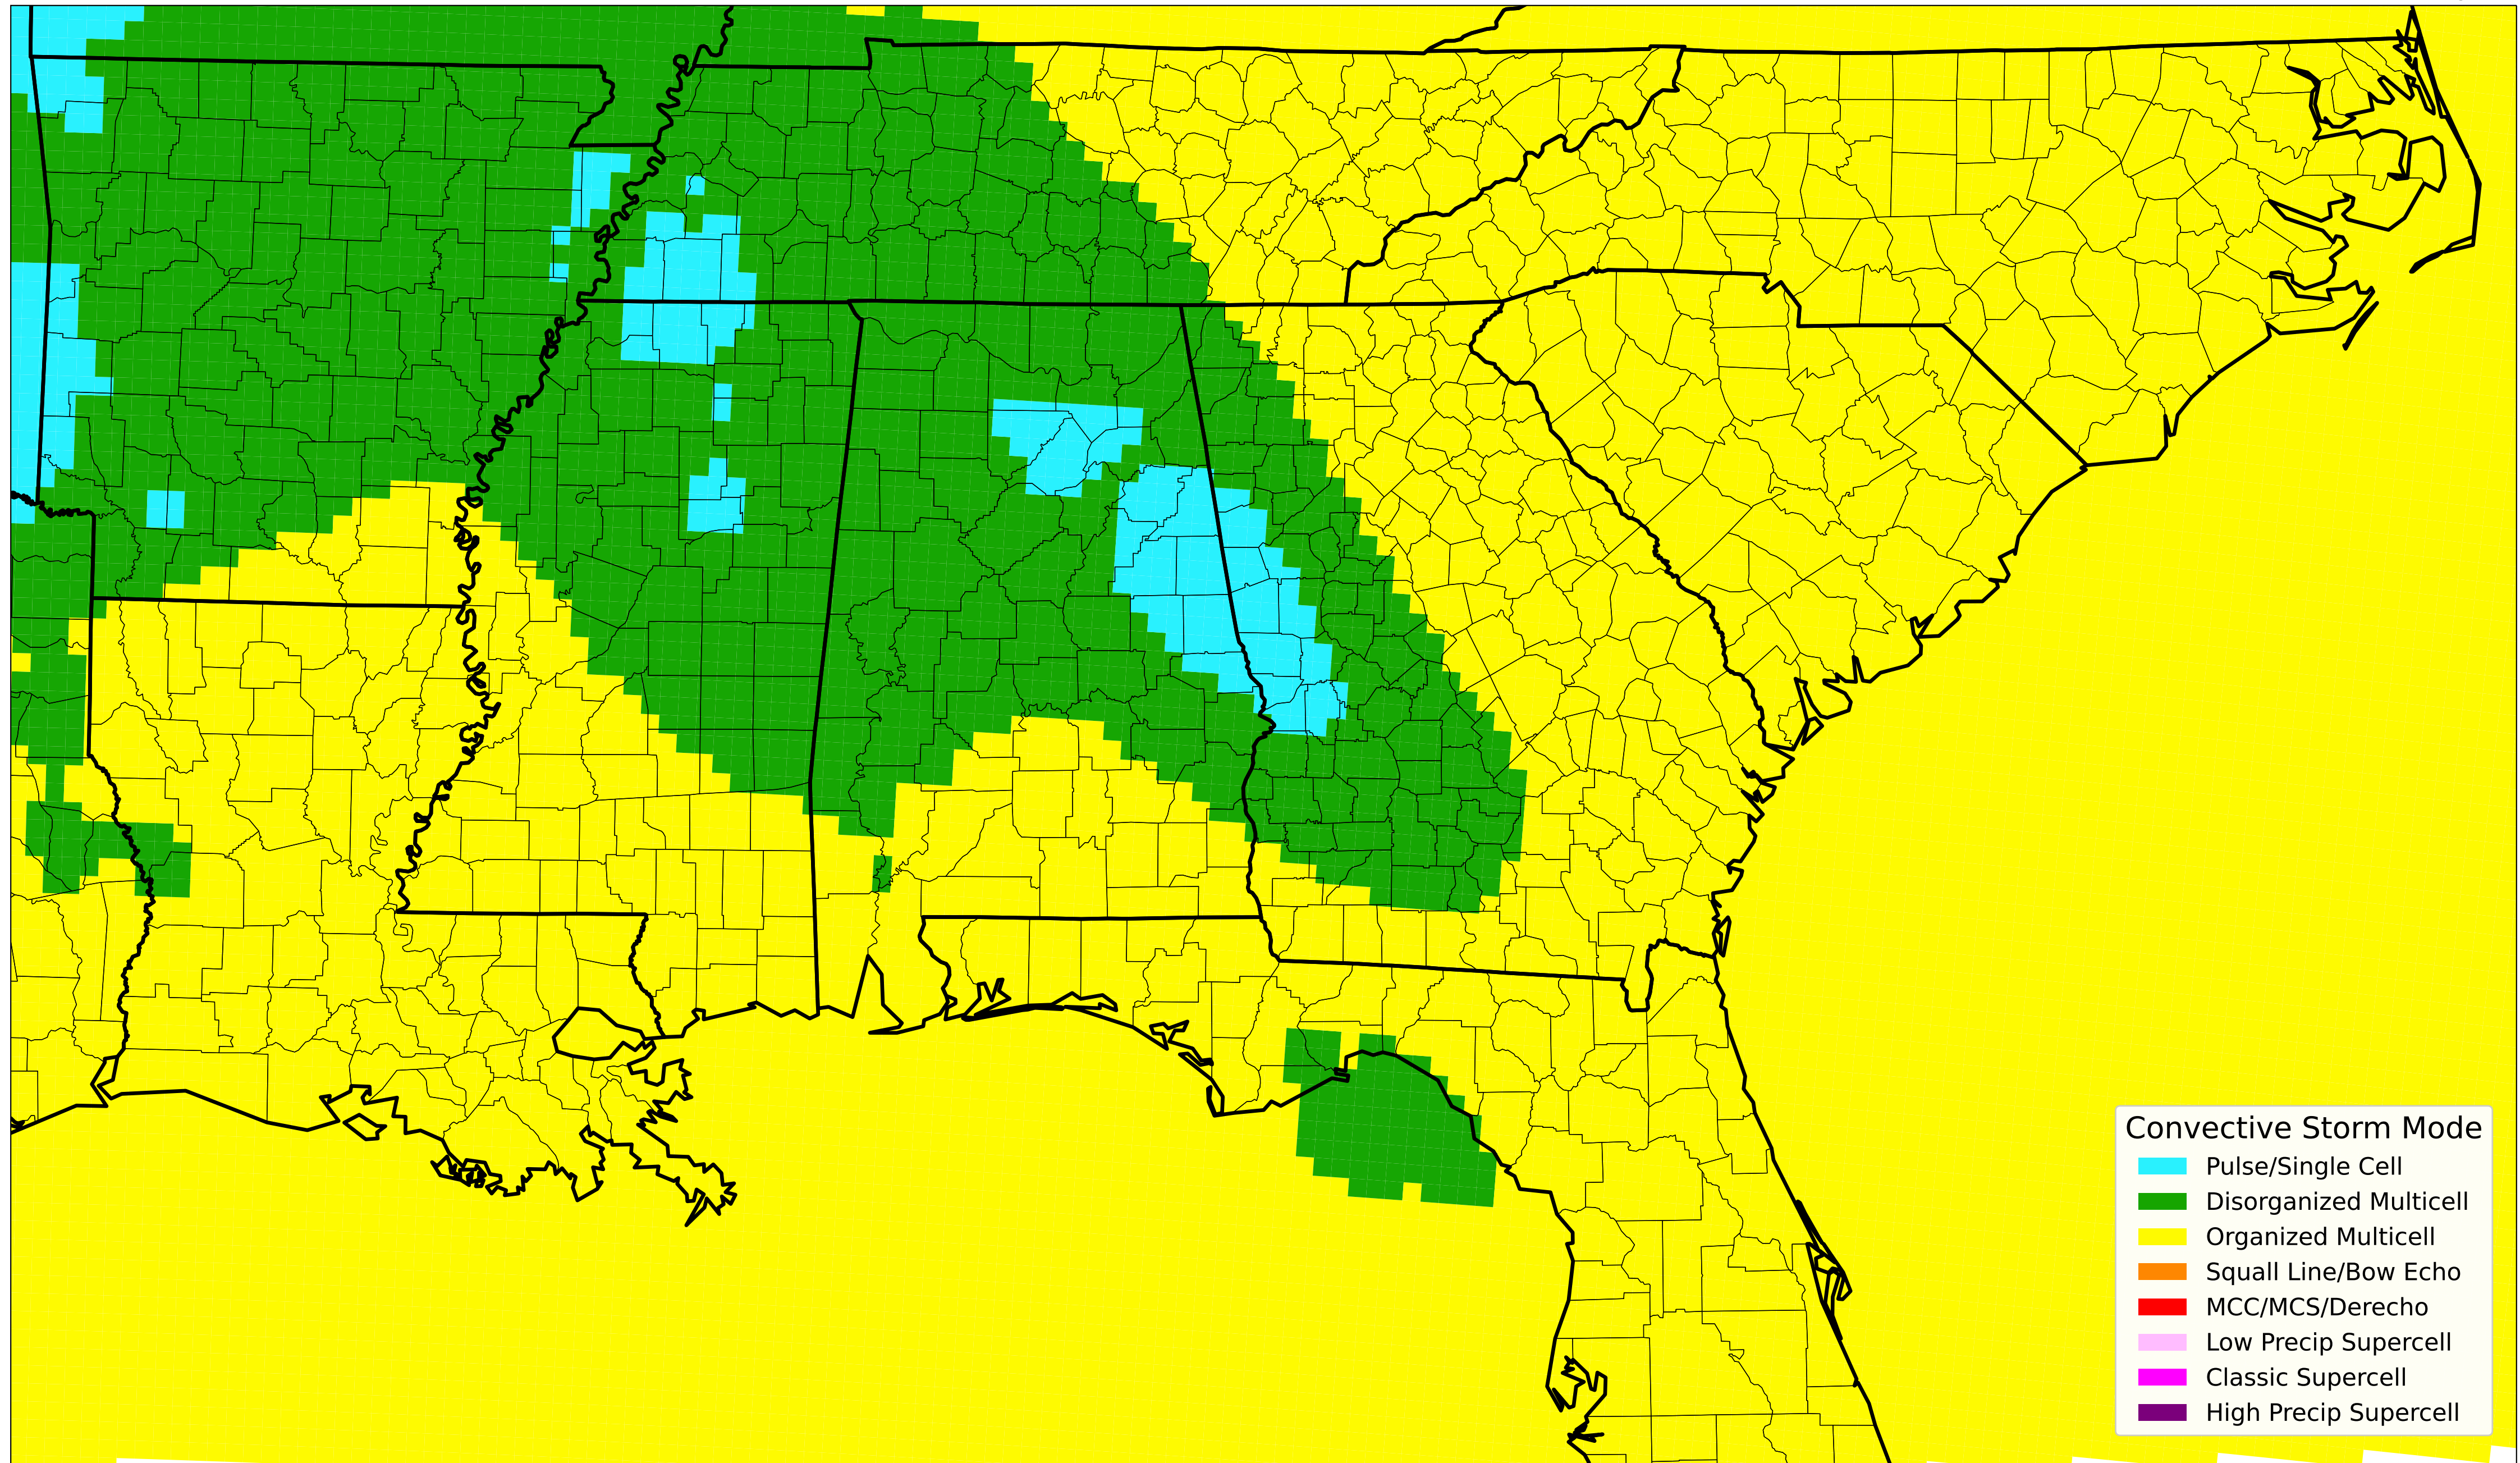 Convective Storm Mode
Pulse/Single Cell
Disorganized Multicell
Organized Multicell
Squall Line/Bow Echo
MCC/MCS/Derecho
Low Precip Supercell
Classic Supercell
High Precip Supercell